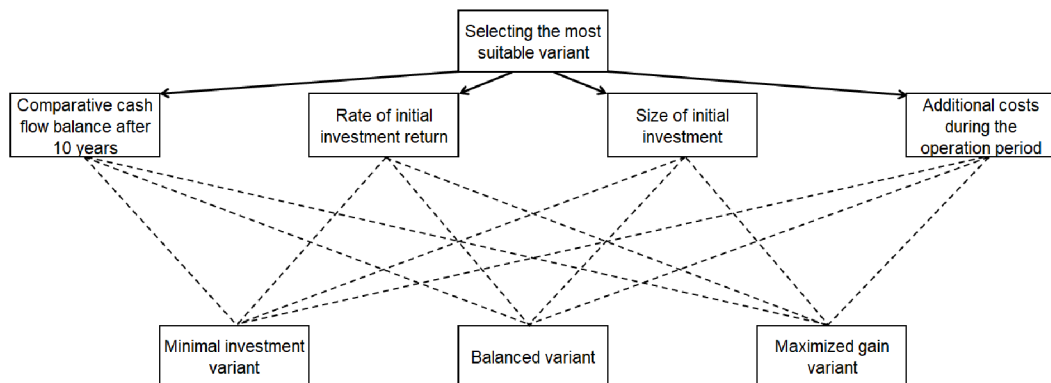 Selecting the most
suitable variant
Comparative cash
flow balance after
10 years
Rate of initial
investment return
Size of initial
investment
Additional costs
during the
operation period
Minimal investment
variant
Balanced variant
Maximized gain
variant